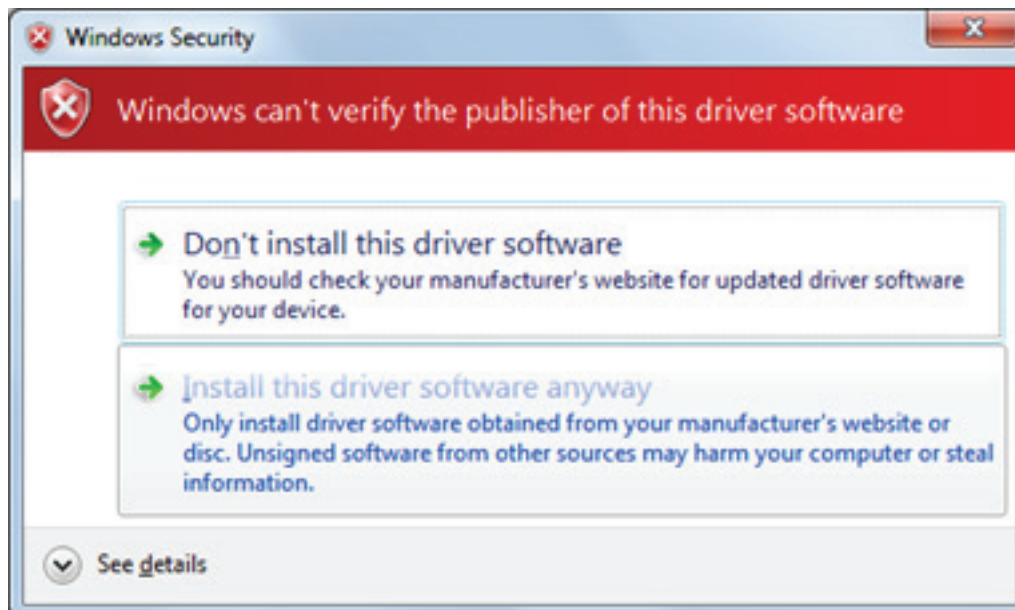 Windows Security
Windows can't verify the publisher of this driver software
Don't install this driver software
You should check your manufacturer's website for updated driver software
for your device.
Install this driver software anyway
Only install driver software obtained from your manufacturer's website or
disc. Unsigned software from other sources may harm your computer or steal
information.
See details